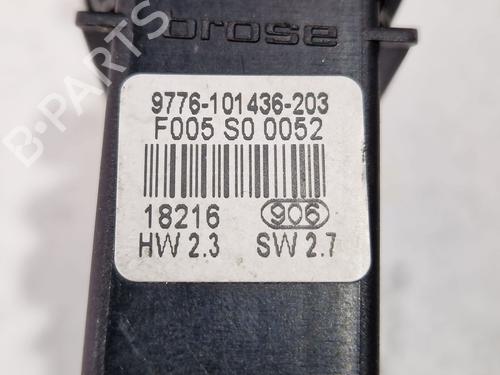 brose
9776-101436-203
F005 S0 0052
18216 906
HW 2.3 SW 2.7
B-PARTS